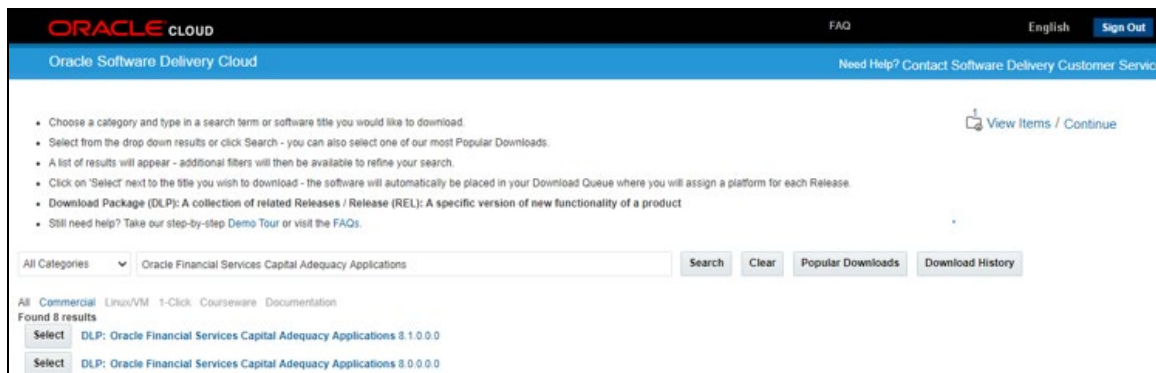 ORACLE CLOUD FAQ English Sign Out
Oracle Software Delivery Cloud Need Help? Contact Software Delivery Customer Servic
• Choose a category and type in a search term or software title you would like to download.
1
View Items / Continue
• Select from the drop down results or click Search - you can also select one of our most Popular Downloads.
• A list of results will appear - additional filters will then be available to refine your search.
• Click on 'Select' next to the title you wish to download - the software will automatically be placed in your Download Queue where you will assign a platform for each Release.
• Download Package (DLP): A collection of related Releases / Release (REL): A specific version of new functionality of a product
• Still need help? Take our step-by-step Demo Tour or visit the FAQs.
All Categories Oracle Financial Services Capital Adequacy Applications Search Clear Popular Downloads Download History
All Commercial Linux/VM 1-Click Courseware Documentation
Found 8 results
Select DLP: Oracle Financial Services Capital Adequacy Applications 8.1.0.0.0
Select DLP: Oracle Financial Services Capital Adequacy Applications 8.0.0.0.0